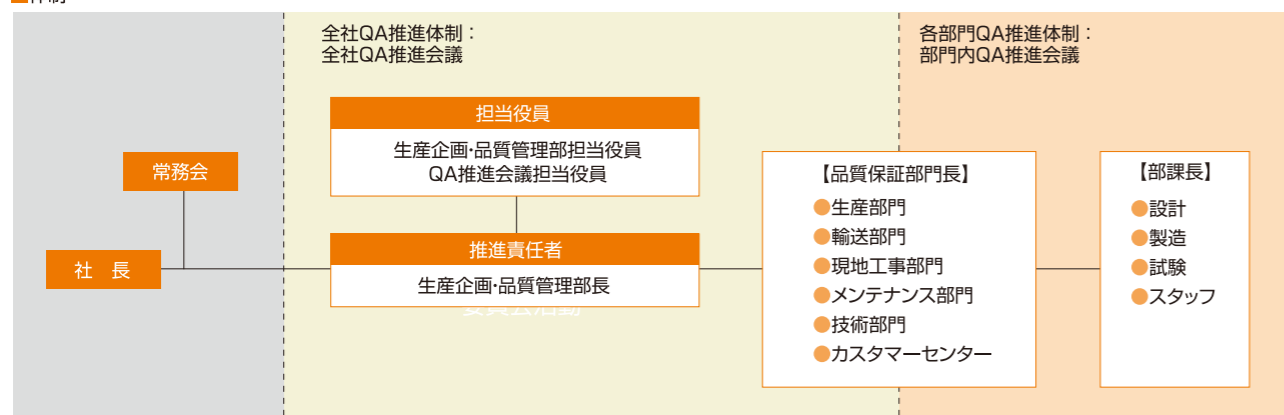 ■体制
全社QA推進体制：
全社QA推進会議
各部門QA推進体制：
部門内QA推進会議
常務会
社 長
担当役員
生産企画・品質管理部担当役員
QA推進会議担当役員
推進責任者
生産企画・品質管理部長
委員会活動
【品質保証部門長】
●生産部門
●輸送部門
●現地工事部門
●メンテナンス部門
●技術部門
●カスタマーセンター
【部課長】
●設計
●製造
●試験
●スタッフ